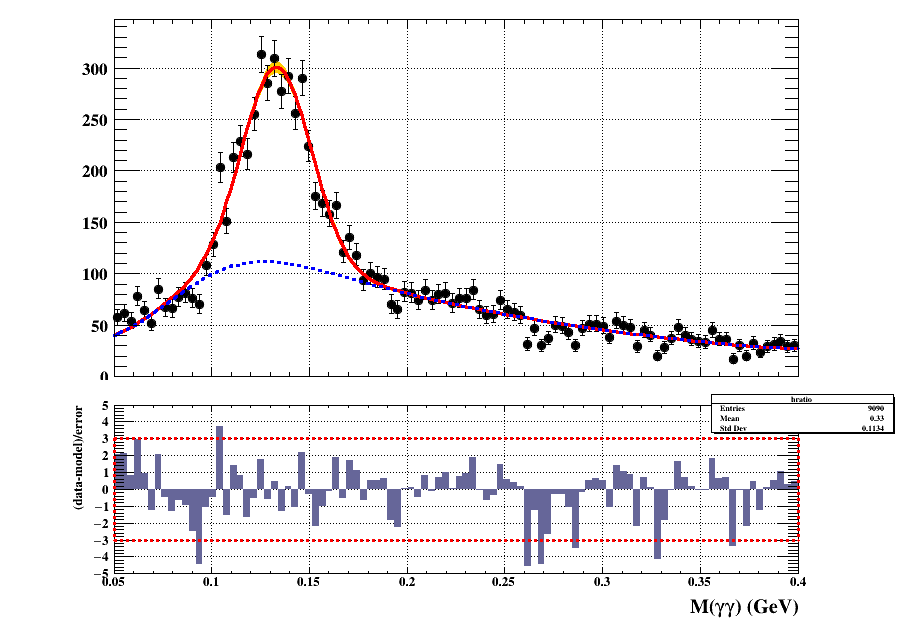 300
250
200
150
100
50
0
hratio
Entries 9090
Mean 0.33
Std Dev 0.1134
(data-model)/error
5
4
3
2
1
0
−1
−2
−3
−4
−5
0.05 0.1 0.15 0.2 0.25 0.3 0.35 0.4
M(γγ) (GeV)